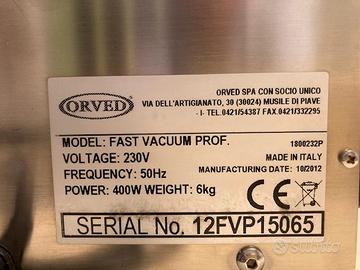 ORVED
ORVED SPA CON SOCIO UNICO
VIA DELL'ARTIGIANATO, 30 (30024) MUSILE DI PIAVE
- I- TEL.0421/54387 FAX.0421/332295
MODEL: FAST VACUUM PROF. 1800232P
VOLTAGE: 230V MADE IN ITALY
FREQUENCY: 50Hz MANUFACTURING DATE: 10/2012
POWER: 400W WEIGHT: 6kg
CE
SERIAL No. 12FVP15065
subito